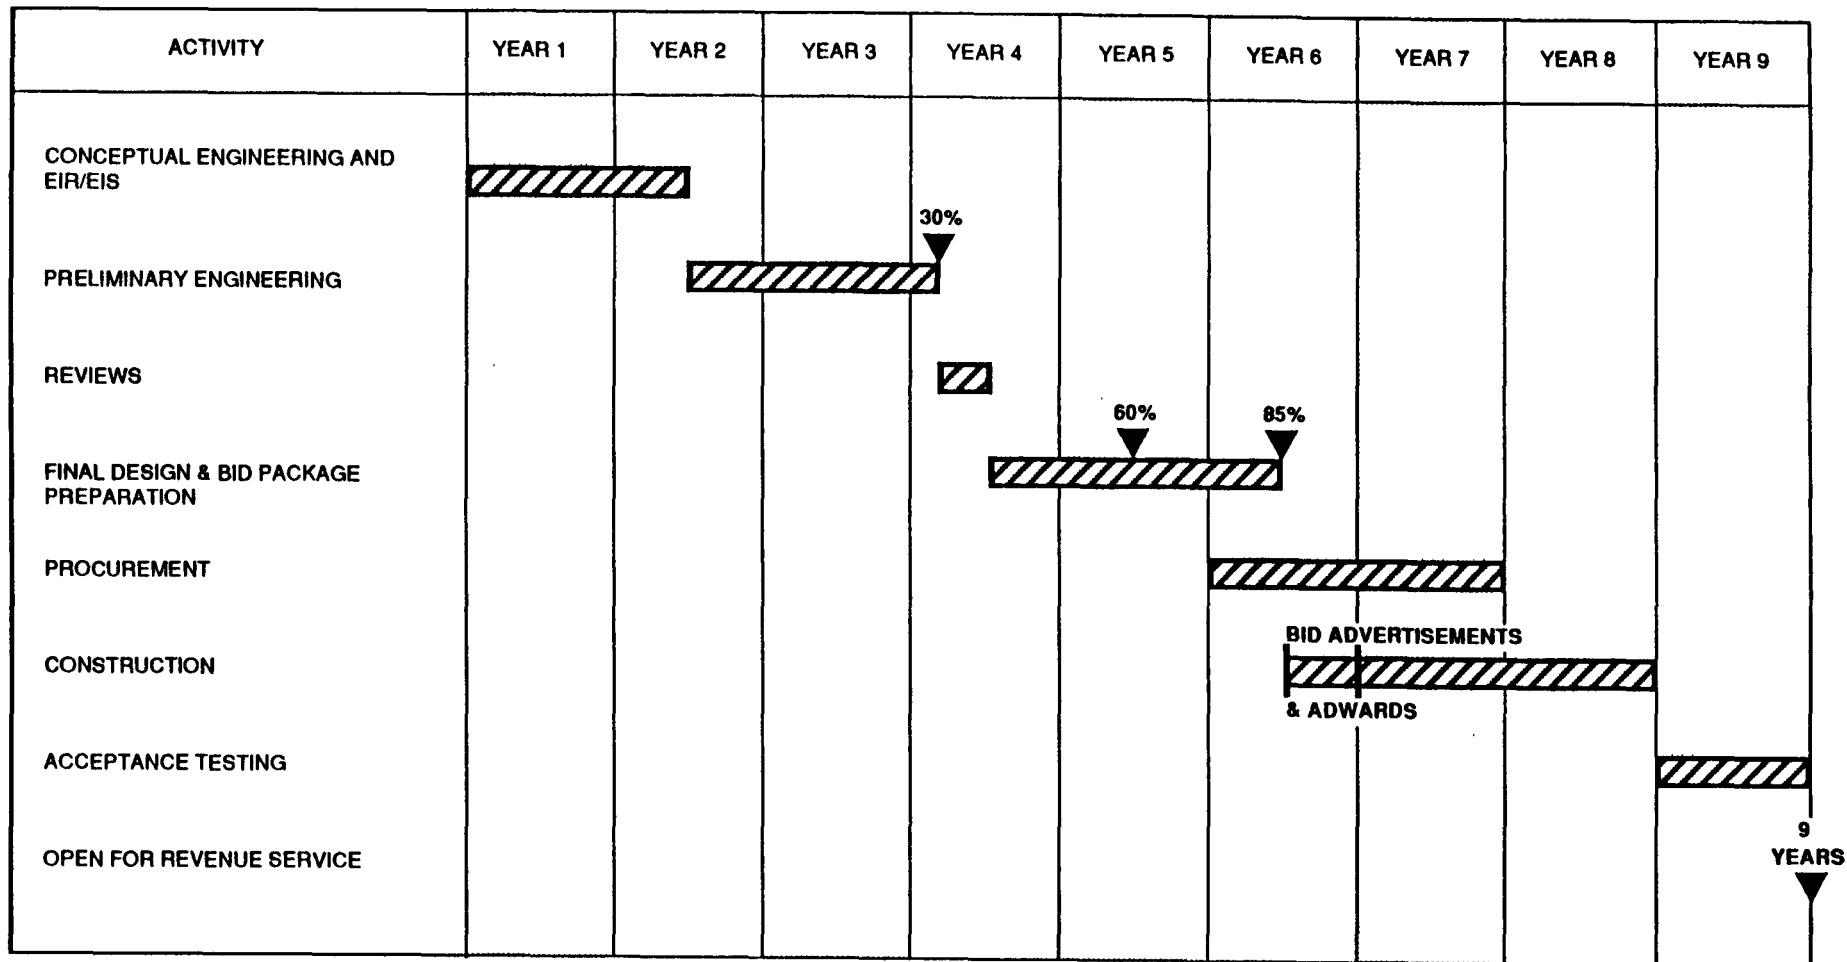 ACTIVITY YEAR 1 YEAR 2 YEAR 3 YEAR 4 YEAR 5 YEAR 6 YEAR 7 YEAR 8 YEAR 9
CONCEPTUAL ENGINEERING AND
EIR/EIS
30%
PRELIMINARY ENGINEERING
REVIEWS
60% 85%
FINAL DESIGN & BID PACKAGE
PREPARATION
PROCUREMENT
BID ADVERTISEMENTS
CONSTRUCTION
& ADWARDS
ACCEPTANCE TESTING
9
YEARS
OPEN FOR REVENUE SERVICE